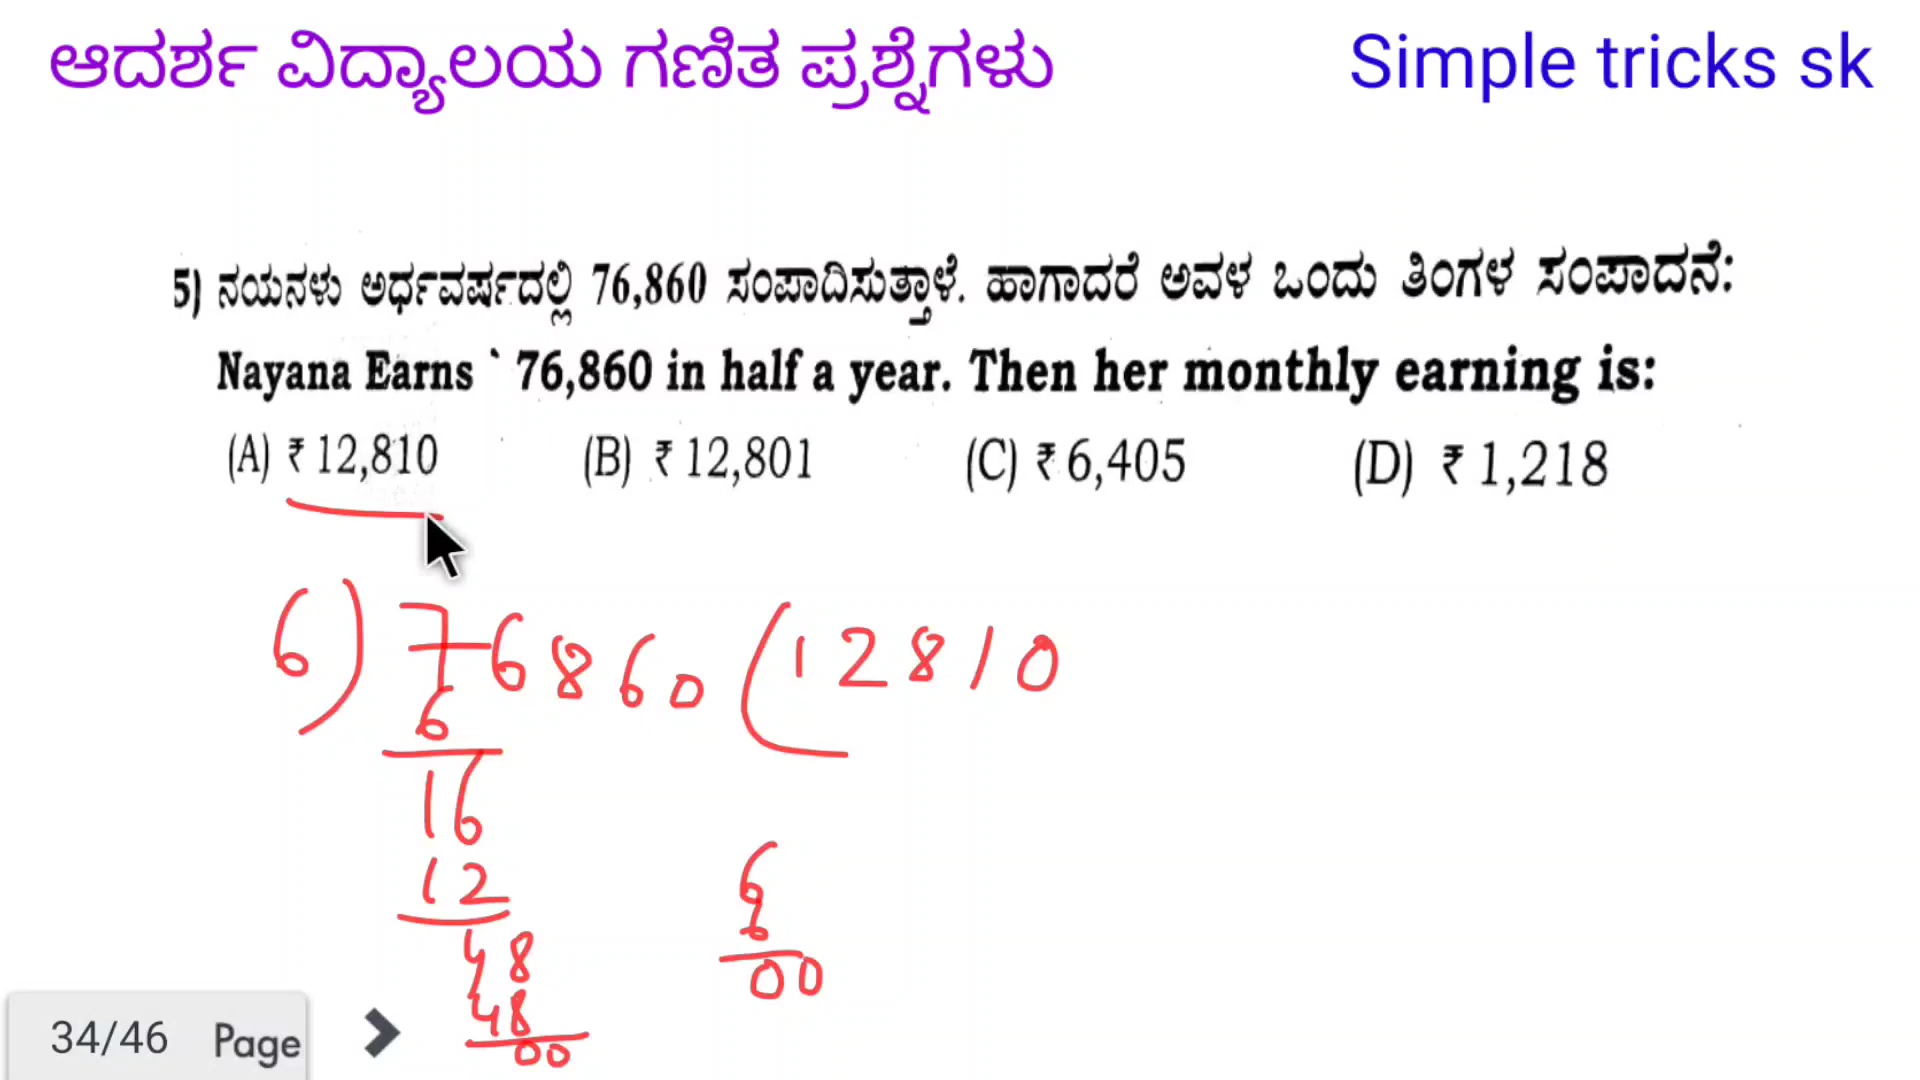 ಆದರ್ಶ ವಿದ್ಯಾಲಯ ಗಣಿತ ಪ್ರಶ್ನೆಗಳು Simple tricks sk
5) ನಯನಳು ಅರ್ಧವರ್ಷದಲ್ಲಿ 76,860 ಸಂಪಾದಿಸುತ್ತಾಳೆ. ಹಾಗಾದರೆ ಅವಳ ಒಂದು ತಿಂಗಳ ಸಂಪಾದನೆ:
Nayana Earns ` 76,860 in half a year. Then her monthly earning is:
(A) ₹ 12,810 (B) ₹ 12,801 (C) ₹ 6,405 (D) ₹ 1,218
6) 76860 ( 12810
6
16
12
48
48
00
6
6
00
34/46 Page